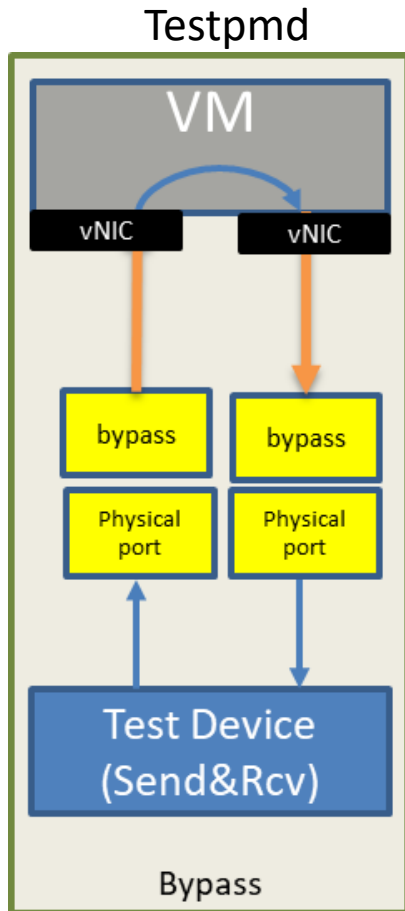 Testpmd
VM
vNIC
vNIC
bypass
bypass
Physical
port
Physical
port
Test Device
(Send&Rcv)
Bypass